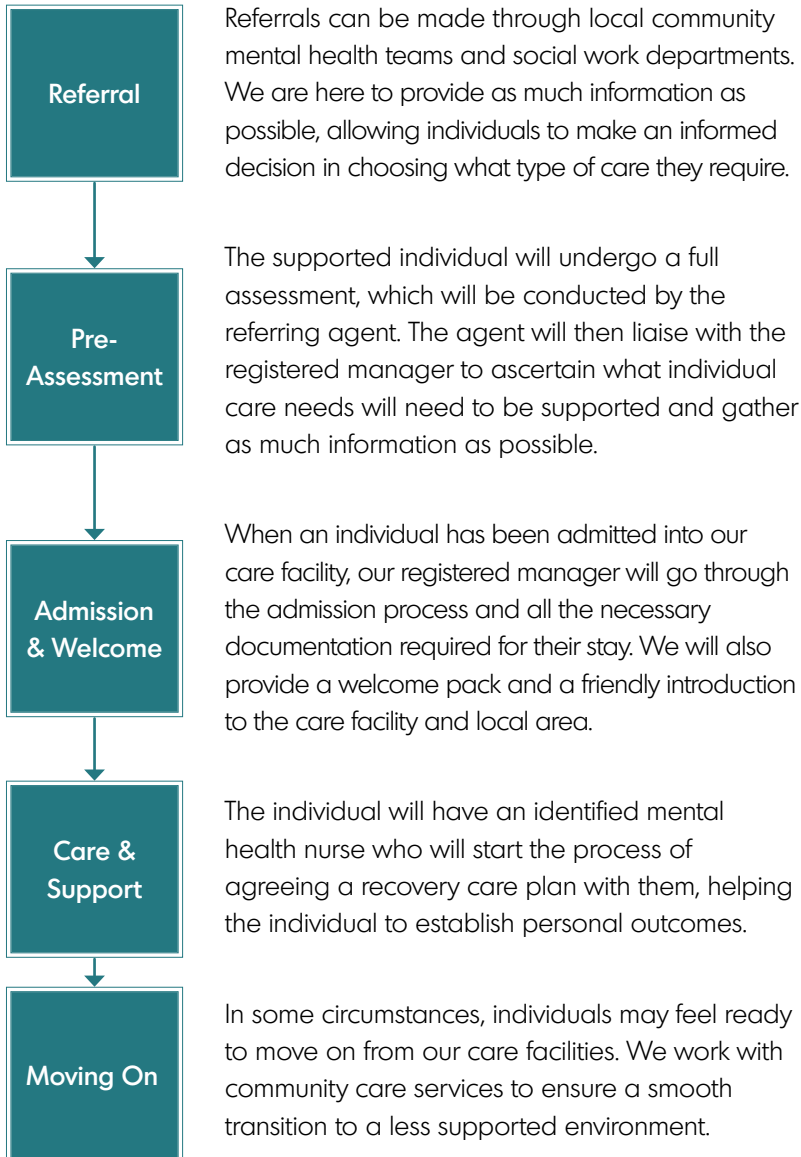 Referral
Referrals can be made through local community
mental health teams and social work departments.
We are here to provide as much information as
possible, allowing individuals to make an informed
decision in choosing what type of care they require.
Pre-
Assessment
The supported individual will undergo a full
assessment, which will be conducted by the
referring agent. The agent will then liaise with the
registered manager to ascertain what individual
care needs will need to be supported and gather
as much information as possible.
Admission
& Welcome
When an individual has been admitted into our
care facility, our registered manager will go through
the admission process and all the necessary
documentation required for their stay. We will also
provide a welcome pack and a friendly introduction
to the care facility and local area.
Care &
Support
The individual will have an identified mental
health nurse who will start the process of
agreeing a recovery care plan with them, helping
the individual to establish personal outcomes.
Moving On
In some circumstances, individuals may feel ready
to move on from our care facilities. We work with
community care services to ensure a smooth
transition to a less supported environment.